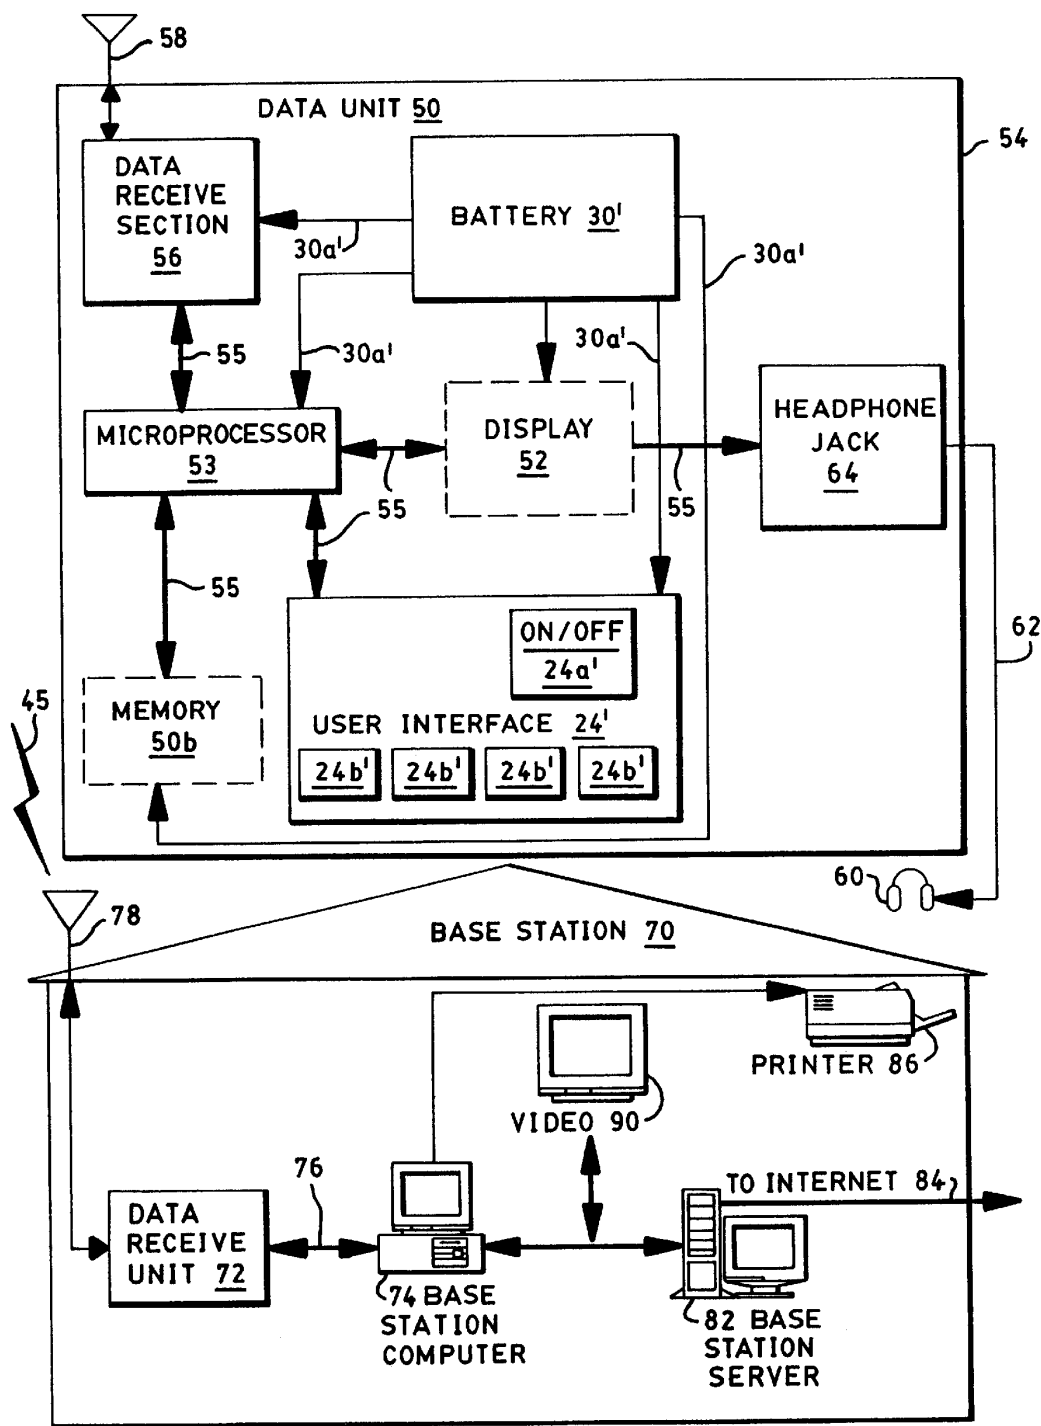 58
DATA UNIT 50
54
DATA
RECEIVE
SECTION
56
BATTERY 30'
30a'
30a'
30a'
30a'
55
MICROPROCESSOR
53
55
DISPLAY
52
55
HEADPHONE
JACK
64
55
55
ON/OFF
24a'
62
45
MEMORY
50b
USER INTERFACE 24'
24b' 24b' 24b' 24b'
60
78
BASE STATION 70
PRINTER 86
VIDEO 90
76
TO INTERNET 84
DATA
RECEIVE
UNIT 72
74 BASE
STATION
COMPUTER
82 BASE
STATION
SERVER